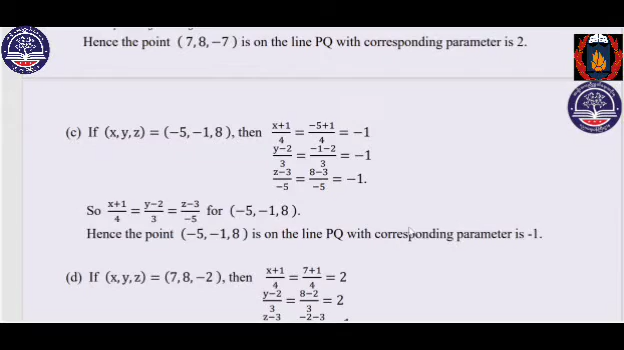 Hence the point ( 7, 8, −7 ) is on the line PQ with corresponding parameter is 2.
(c) If (x, y, z) = (−5, −1, 8 ), then x+1/4 = −5+1/4 = −1
y−2/3 = −1−2/3 = −1
z−3/−5 = 8−3/−5 = −1.
So x+1/4 = y−2/3 = z−3/−5 for (−5, −1, 8 ).
Hence the point (−5, −1, 8 ) is on the line PQ with corresponding parameter is -1.
(d) If (x, y, z) = (7, 8, −2 ), then x+1/4 = 7+1/4 = 2
y−2/3 = 8−2/3 = 2
z−3 −2−3